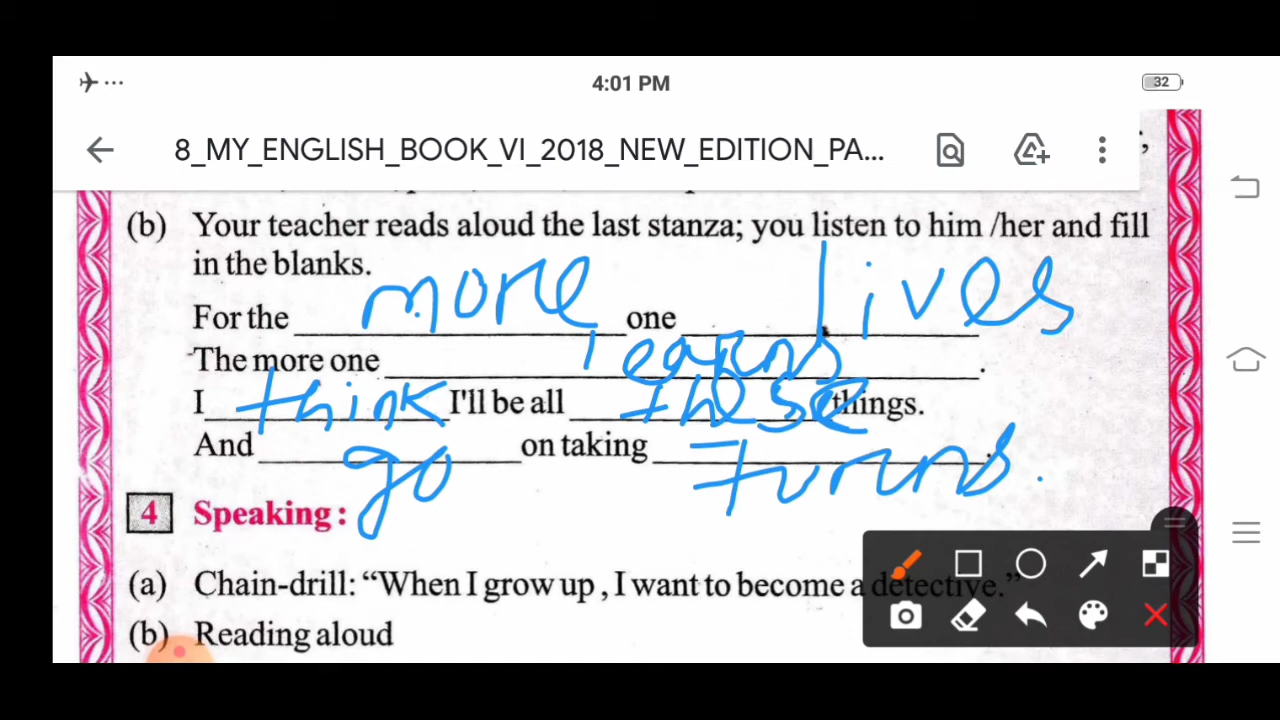 4:01 PM
32
8_MY_ENGLISH_BOOK_VI_2018_NEW_EDITION_PA...
(b) Your teacher reads aloud the last stanza; you listen to him /her and fill
in the blanks.
For the more one lives
The more one learns.
I think I'll be all these things.
And go on taking turns.
4 Speaking:
(a) Chain-drill: “When I grow up , I want to become a detective.”
(b) Reading aloud